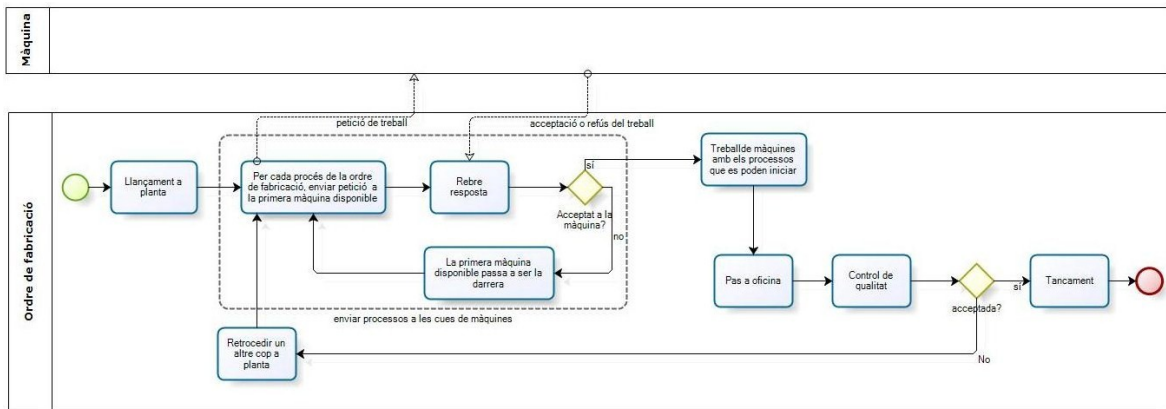 Màquina
petició de treball
acceptació o refús del treball
Ordre de fabricació
Llançament a
planta
Per cada procés de la ordre
de fabricació, enviar petició a
la primera màquina disponible
Rebre
resposta
sí
Acceptat a la
màquina?
no
Treballde màquines
amb els processos
que es poden iniciar
La primera màquina
disponible passa a ser la
darrera
enviar processos a les cues de màquines
Pas a oficina
Control de
qualitat
acceptada?
sí
Tancament
No
Retrocedir un
altre cop a
planta